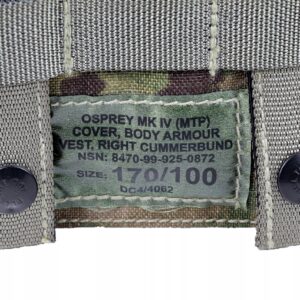 OSPREY MK IV (MTP)
COVER, BODY ARMOUR
VEST, RIGHT CUMMERBUND
NSN: 8470-99-925-0872
SIZE: 170/100
DC4/4062